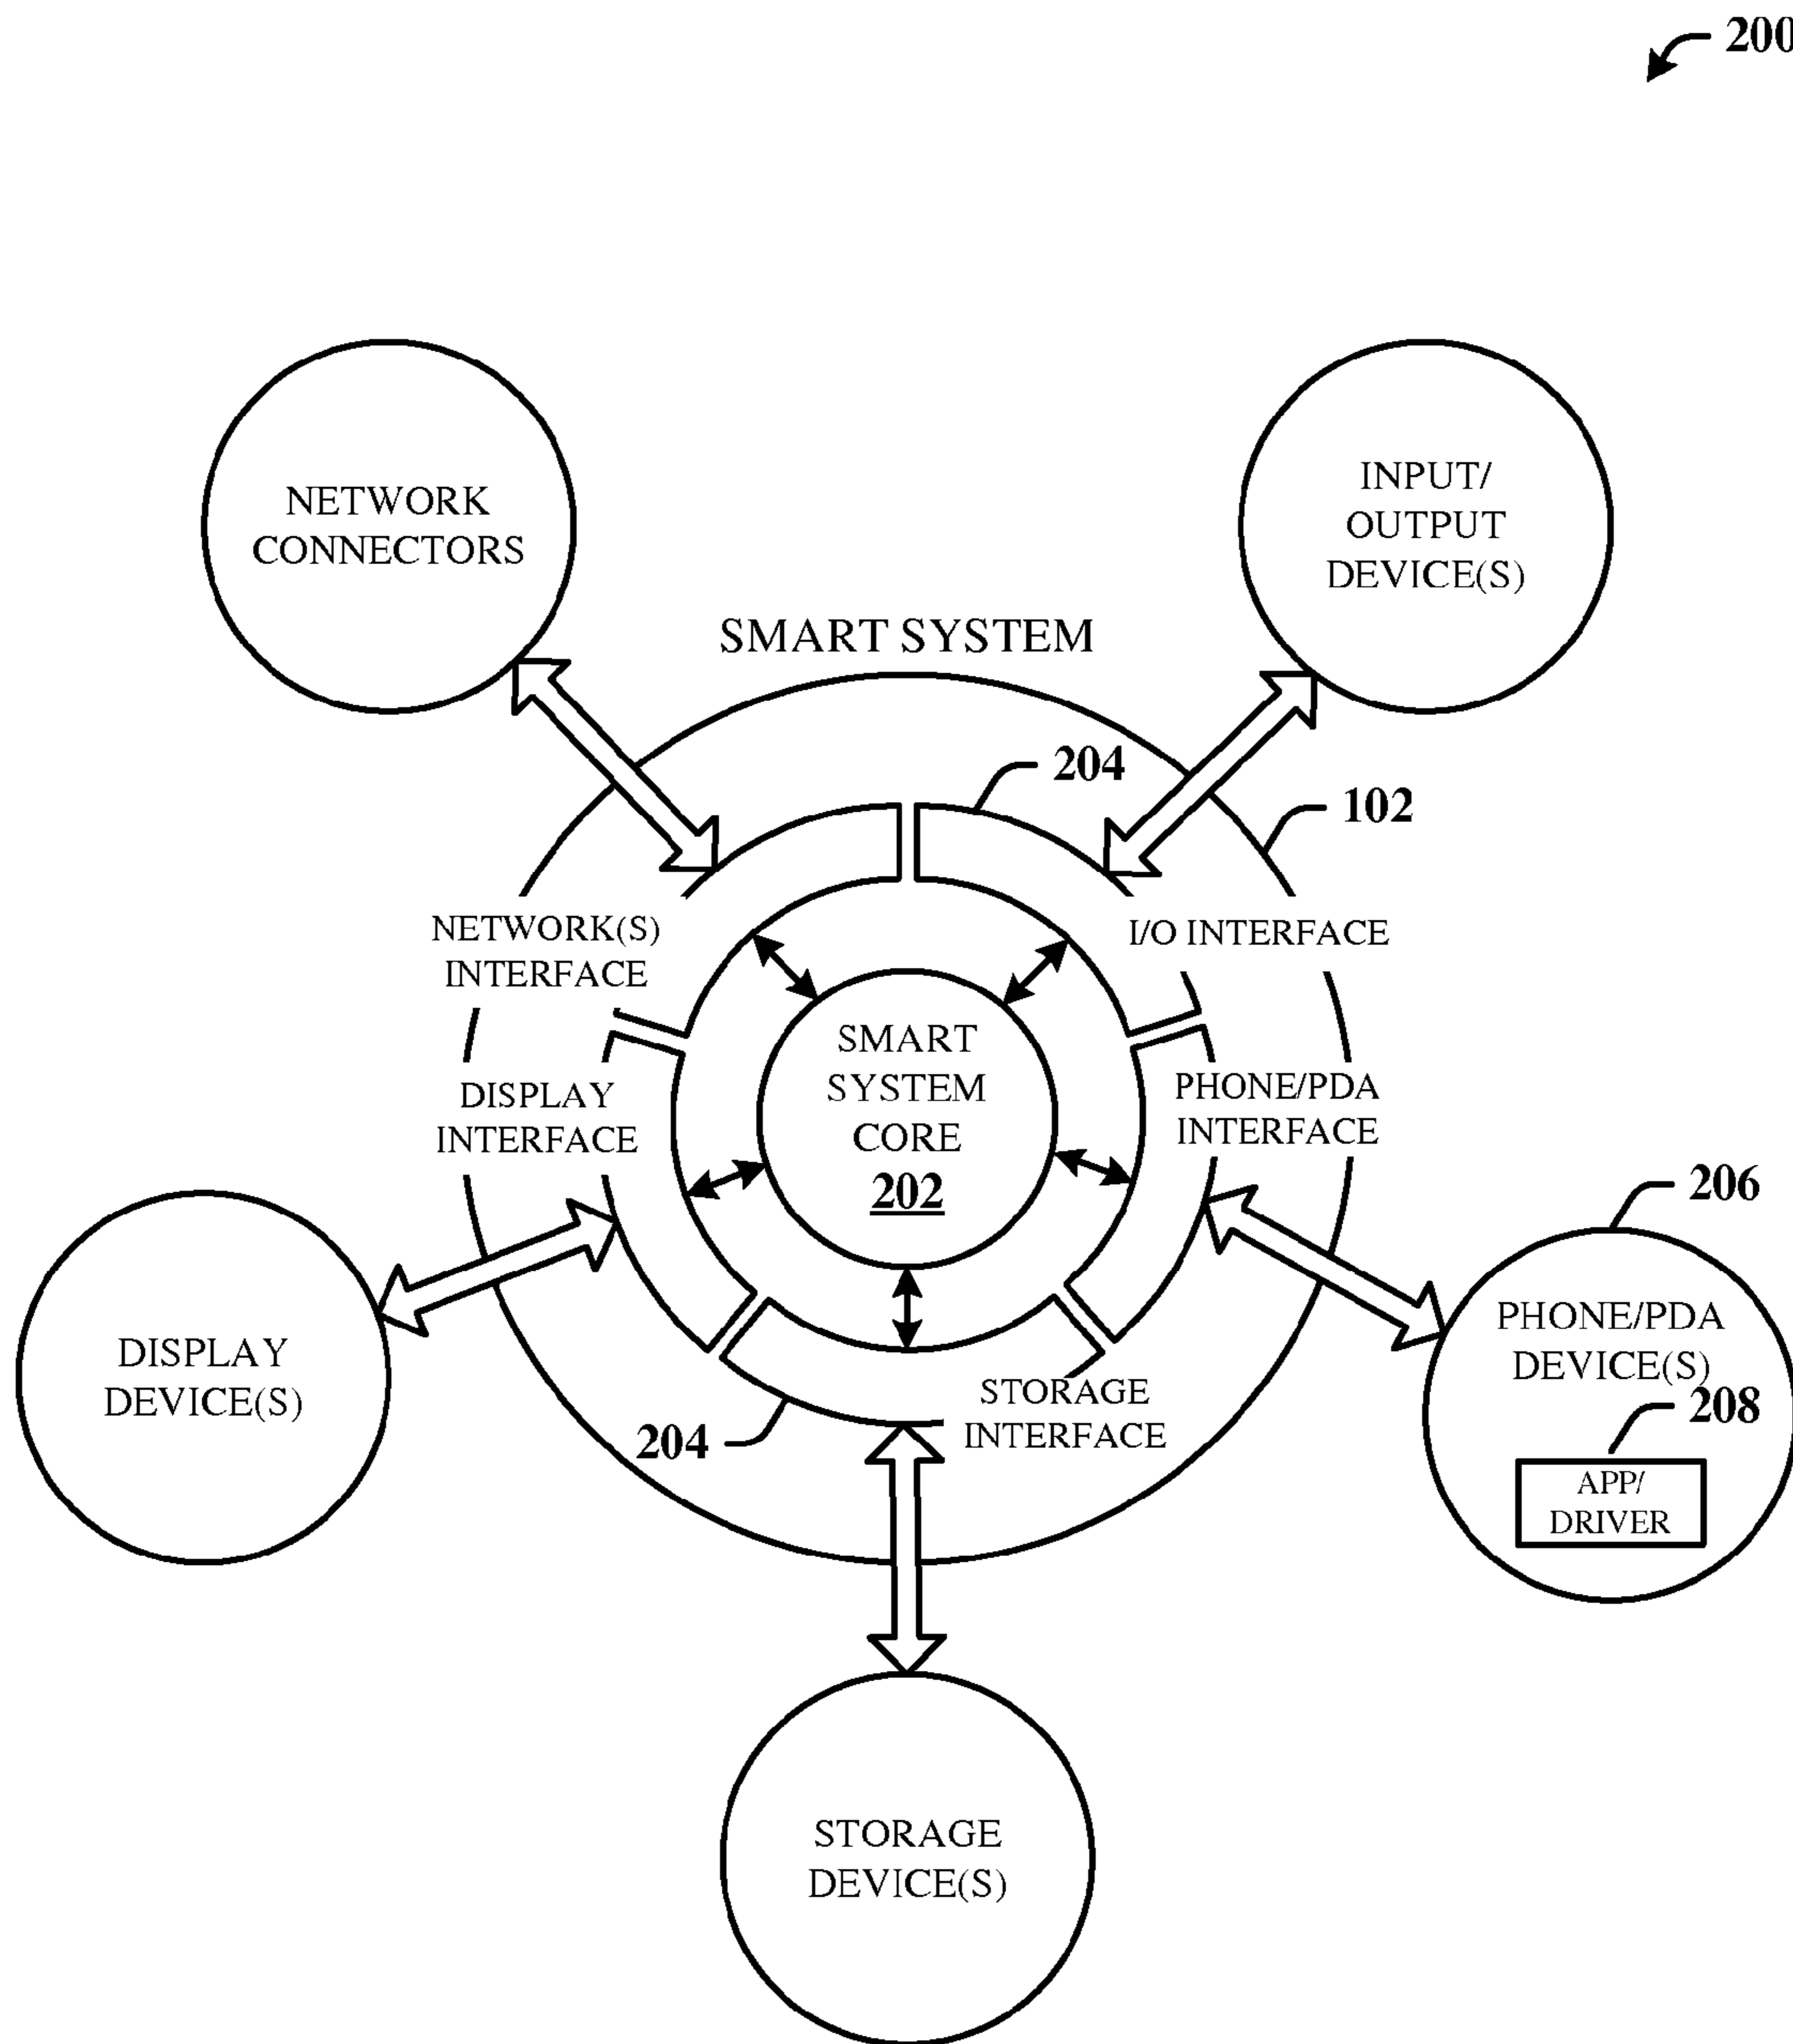 200
NETWORK
CONNECTORS
INPUT/
OUTPUT
DEVICE(S)
SMART SYSTEM
204
102
NETWORK(S)
INTERFACE
I/O INTERFACE
SMART
SYSTEM
CORE
202
DISPLAY
INTERFACE
PHONE/PDA
INTERFACE
206
DISPLAY
DEVICE(S)
PHONE/PDA
DEVICE(S)
208
APP/
DRIVER
STORAGE
INTERFACE
204
STORAGE
DEVICE(S)